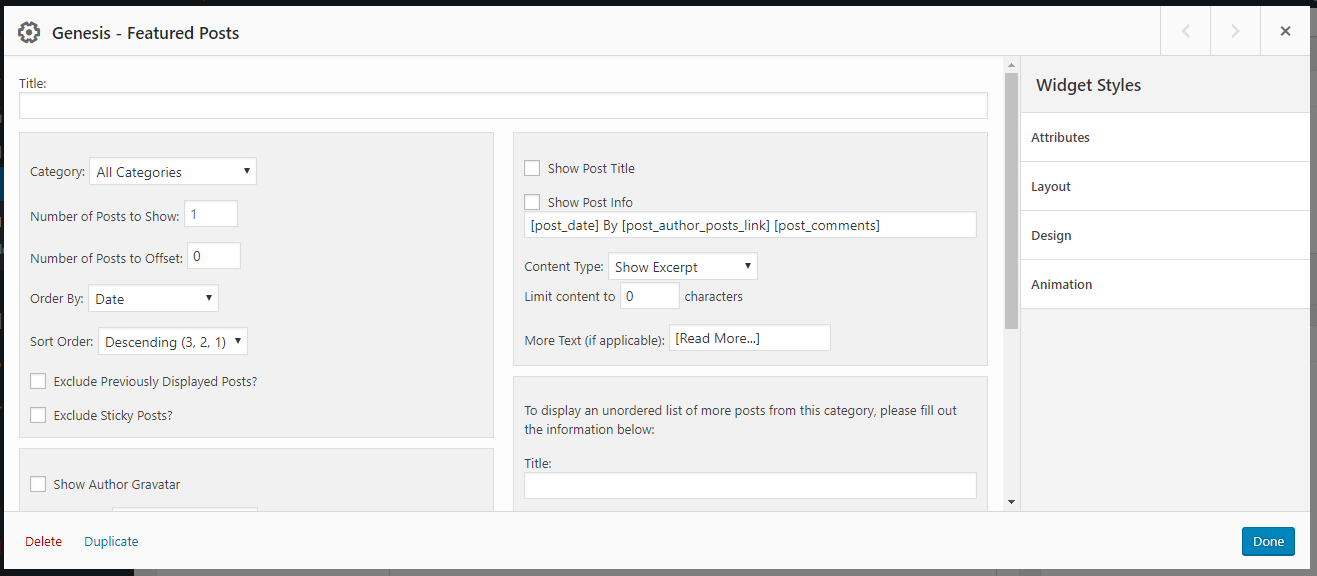 Genesis - Featured Posts
Title:
Category: All Categories
Number of Posts to Show: 1
Number of Posts to Offset: 0
Order By: Date
Sort Order: Descending (3, 2, 1)
Exclude Previously Displayed Posts?
Exclude Sticky Posts?
Show Author Gravatar
Show Post Title
Show Post Info
[post_date] By [post_author_posts_link] [post_comments]
Content Type: Show Excerpt
Limit content to 0 characters
More Text (if applicable): [Read More...]
To display an unordered list of more posts from this category, please fill out
the information below:
Title:
Widget Styles
Attributes
Layout
Design
Animation
Delete Duplicate
Done